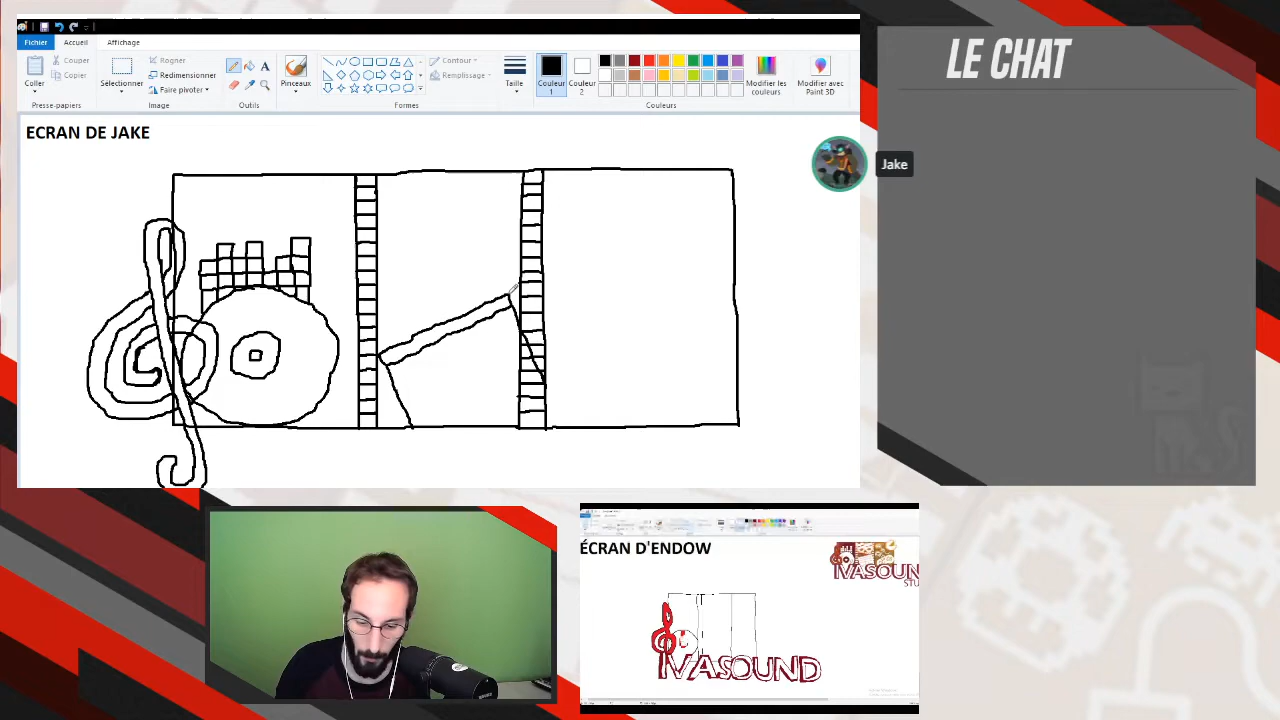 LE CHAT
Fichier
Accueil
Affichage
Coller
Couper
Copier
Presse-papiers
Sélectionner
Rogner
Redimensionner
Faire pivoter
Image
Outils
Pinceaux
Contour
Remplissage
Formes
Taille
Couleur
1
Couleur
2
Modifier les
couleurs
Modifier avec
Paint 3D
Couleurs
ECRAN DE JAKE
Jake
ÉCRAN D'ENDOW
IVASOUN
STU
IVASOUND